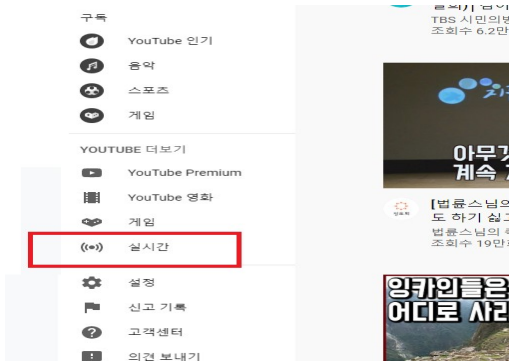 구독
YouTube 인기
음악
스포츠
게임
YOUTUBE 더보기
YouTube Premium
YouTube 영화
게임
실시간
설정
신고 기록
고객센터
의견 보내기
TBS 시민의
조회수 6.2만
아무
계속
[법륜스님의
도 하기 싫
법륜스님의
조회수 19만
잉카인들은
어디로 사라